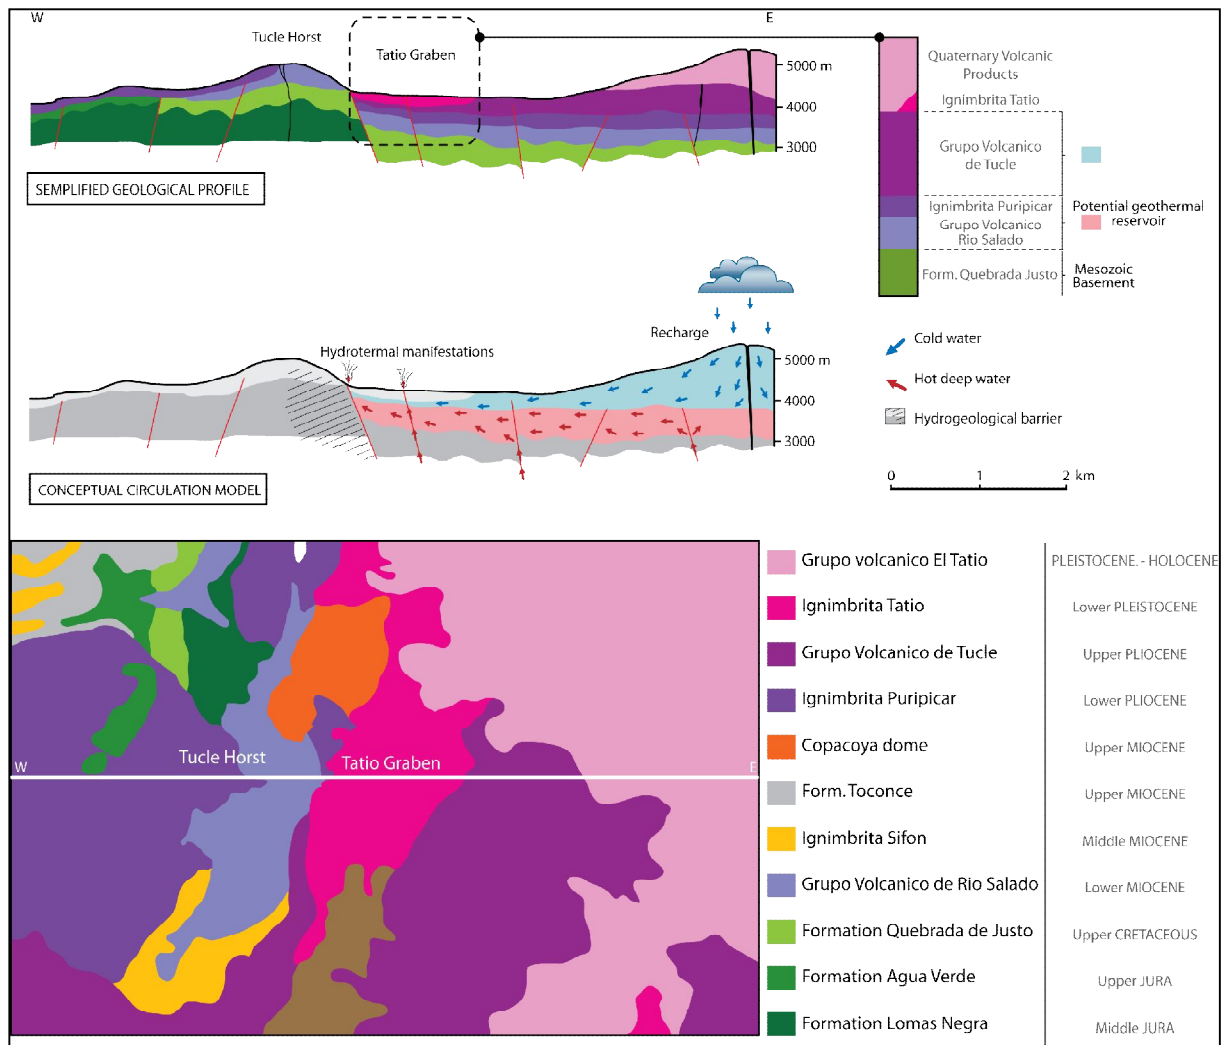 W
E
Tucle Horst
Tatio Graben
5000 m
4000
3000
SEMPLIFIED GEOLOGICAL PROFILE
Quaternary Volcanic
Products
Ignimbrita Tatio
Grupo Volcanico
de Tucle
Ignimbrita Puripicar
Grupo Volcanico
Rio Salado
Form. Quebrada Justo
Potential geothermal
reservoir
Mesozoic
Basement
Recharge
Hydrotermal manifestations
5000 m
4000
3000
CONCEPTUAL CIRCULATION MODEL
Cold water
Hot deep water
Hydrogeological barrier
0 1 2 km
Tucle Horst
Tatio Graben
W
E
Grupo volcanico El Tatio PLEISTOCENE. - HOLOCENE
Ignimbrita Tatio Lower PLEISTOCENE
Grupo Volcanico de Tucle Upper PLIOCENE
Ignimbrita Puripicar Lower PLIOCENE
Copacoya dome Upper MIOCENE
Form. Toconce Upper MIOCENE
Ignimbrita Sifon Middle MIOCENE
Grupo Volcanico de Rio Salado Lower MIOCENE
Formation Quebrada de Justo Upper CRETACEOUS
Formation Agua Verde Upper JURA
Formation Lomas Negra Middle JURA